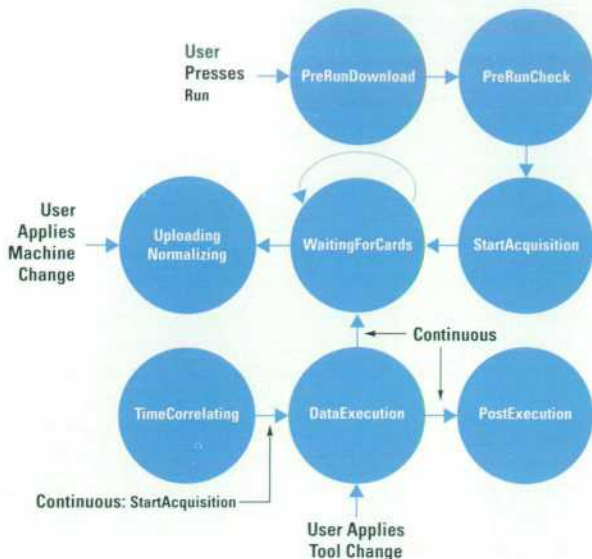 User
Presses
Run
PreRunDownload
PreRunCheck
User
Applies
Machine
Change
Uploading
Normalizing
WaitingForCards
StartAcquisition
Continuous
TimeCorrelating
DataExecution
PostExecution
Continuous: StartAcquisition
User Applies
Tool Change